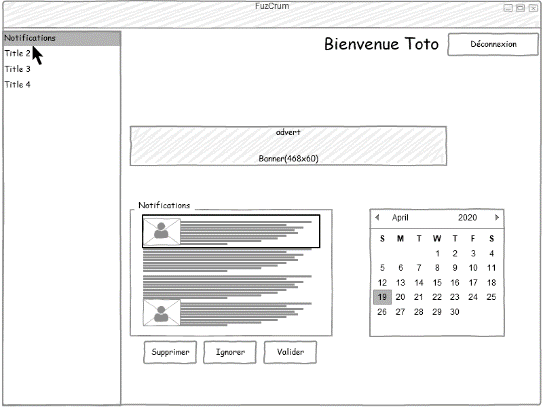 FuzCrum
Notifications
Title 2
Title 3
Title 4
Bienvenue Toto
Déconnexion
advert
Banner(468x60)
Notifications
Supprimer
Ignorer
Valider
April 2020
S M T W T F S
1 2 3 4
5 6 7 8 9 10 11
12 13 14 15 16 17 18
19 20 21 22 23 24 25
26 27 28 29 30